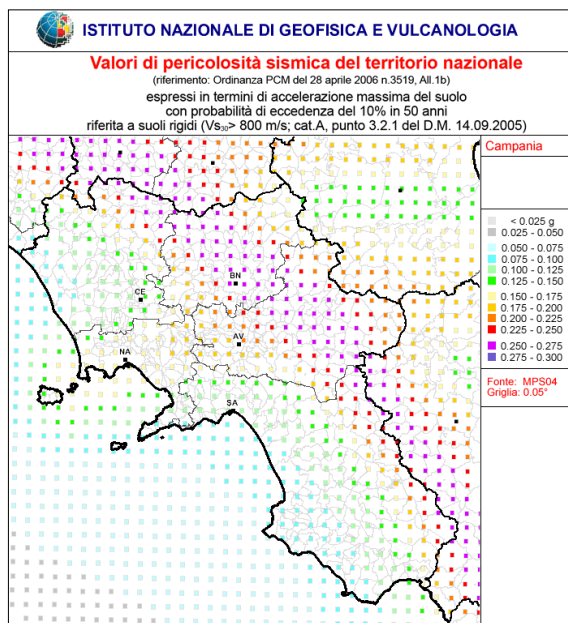 ISTITUTO NAZIONALE DI GEOFISICA E VULCANOLOGIA
Valori di pericolosità sismica del territorio nazionale
(riferimento: Ordinanza PCM del 28 aprile 2006 n.3519, All.1b)
espressi in termini di accelerazione massima del suolo
con probabilità di eccedenza del 10% in 50 anni
riferita a suoli rigidi (Vs₃₀> 800 m/s; cat.A, punto 3.2.1 del D.M. 14.09.2005)
Campania
BN
CE
AV
NA
SA
< 0.025 g
0.025 - 0.050
0.050 - 0.075
0.075 - 0.100
0.100 - 0.125
0.125 - 0.150
0.150 - 0.175
0.175 - 0.200
0.200 - 0.225
0.225 - 0.250
0.250 - 0.275
0.275 - 0.300
Fonte: MPS04
Griglia: 0.05°